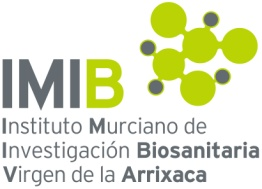 IMIB
Instituto Murciano de
Investigación Biosanitaria
Virgen de la Arrixaca